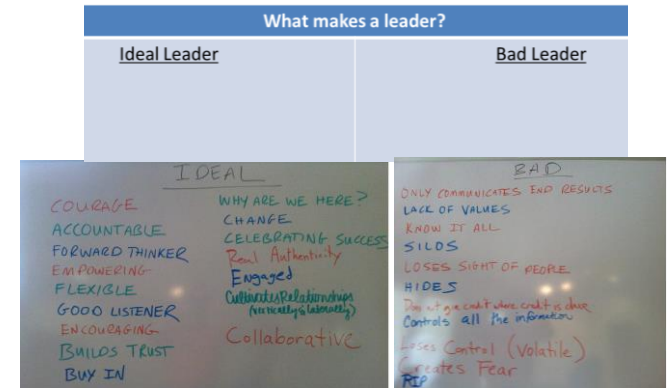 What makes a leader?
Ideal Leader
Bad Leader
IDEAL
COURAGE
ACCOUNTABLE
FORWARD THINKER
EMPOWERING
FLEXIBLE
GOOD LISTENER
ENCOURAGING
BUILDS TRUST
BUY IN
WHY ARE WE HERE?
CHANGE
CELEBRATING SUCCESS
Real Authenticity
Engaged
Cultivates Relationships
(vertically & laterally)
Collaborative
BAD
ONLY COMMUNICATES END RESULTS
LACK OF VALUES
KNOW IT ALL
SILOS
LOSES SIGHT OF PEOPLE
HIDES
Does not give credit where credit is
Controls all the information
Loses Control (Volatile)
Creates Fear
RIP